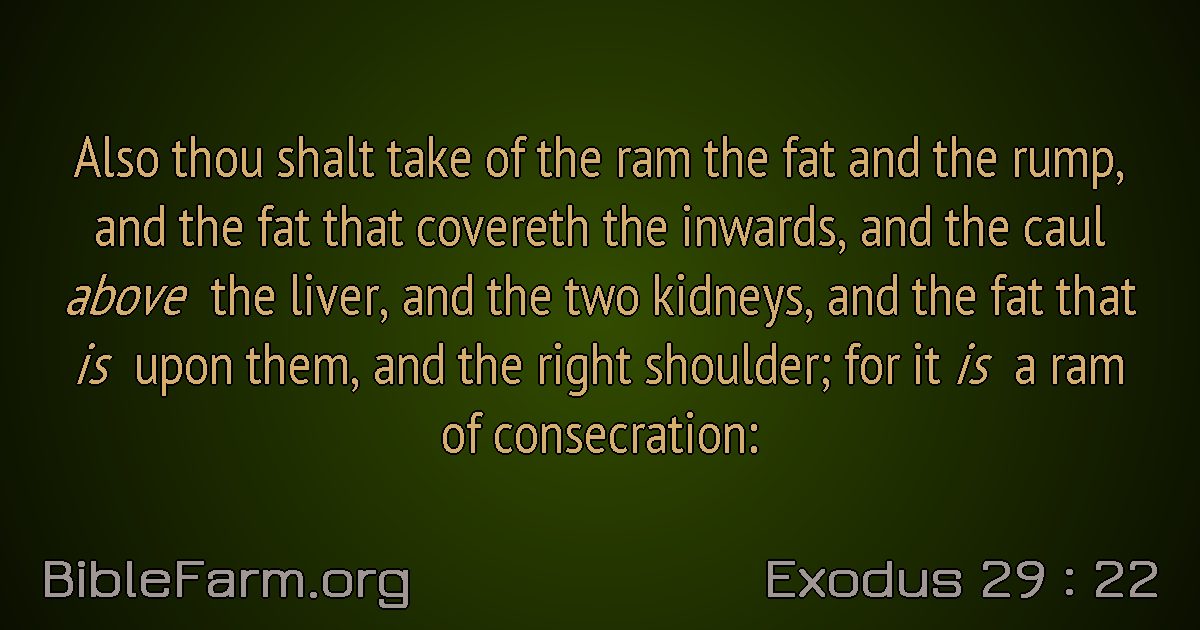 Also thou shalt take of the ram the fat and the rump,
and the fat that covereth the inwards, and the caul
above the liver, and the two kidneys, and the fat that
is upon them, and the right shoulder; for it is a ram
of consecration:
BibleFarm.org
Exodus 29 : 22